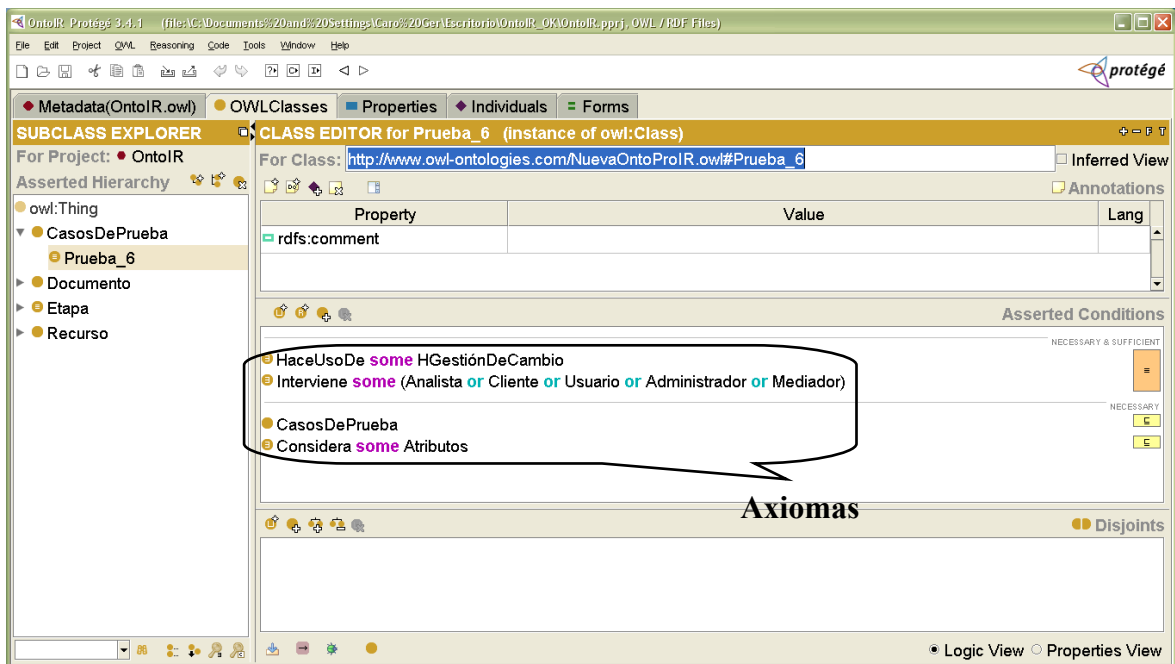 OntoIR Protégé 3.4.1 (file:\C:\Documents%20and%20Settings\Caro%20Ger\Escritorio\OntoIR_OK\OntoIR.pprj, OWL / RDF Files)
File Edit Project OWL Reasoning Code Tools Window Help
protégé
Metadata(OntoIR.owl) OWLClasses Properties Individuals Forms
SUBCLASS EXPLORER
For Project: OntoIR
Asserted Hierarchy
owl:Thing
CasosDePrueba
Prueba_6
Documento
Etapa
Recurso
CLASS EDITOR for Prueba_6 (instance of owl:Class)
For Class: http://www.owl-ontologies.com/NuevaOntoProIR.owl#Prueba_6 Inferred View
Annotations
Property Value Lang
rdfs:comment
Asserted Conditions
NECESSARY & SUFFICIENT
HaceUsoDe some HGestiónDeCambio
Interviene some (Analista or Cliente or Usuario or Administrador or Mediador)
NECESSARY
CasosDePrueba
Considera some Atributos
Axiomas
Disjoints
Logic View Properties View